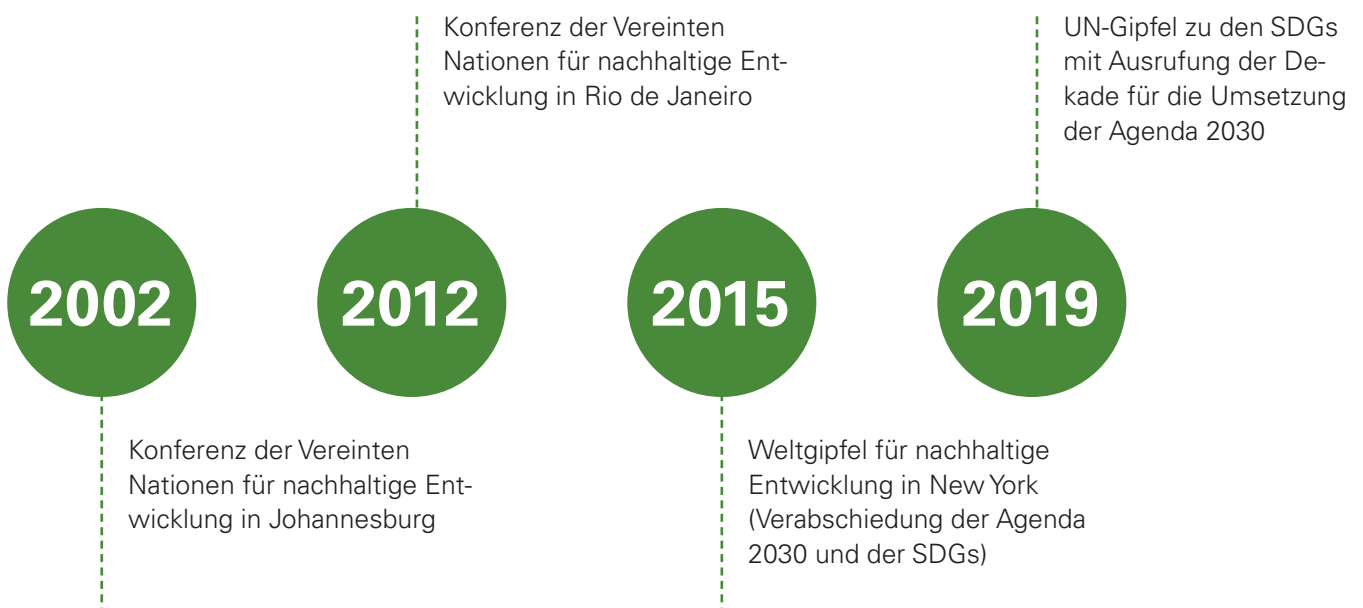 Konferenz der Vereinten
Nationen für nachhaltige Ent-
wicklung in Rio de Janeiro
UN-Gipfel zu den SDGs
mit Ausrufung der De-
kade für die Umsetzung
der Agenda 2030
2002
2012
2015
2019
Konferenz der Vereinten
Nationen für nachhaltige Ent-
wicklung in Johannesburg
Weltgipfel für nachhaltige
Entwicklung in New York
(Verabschiedung der Agenda
2030 und der SDGs)